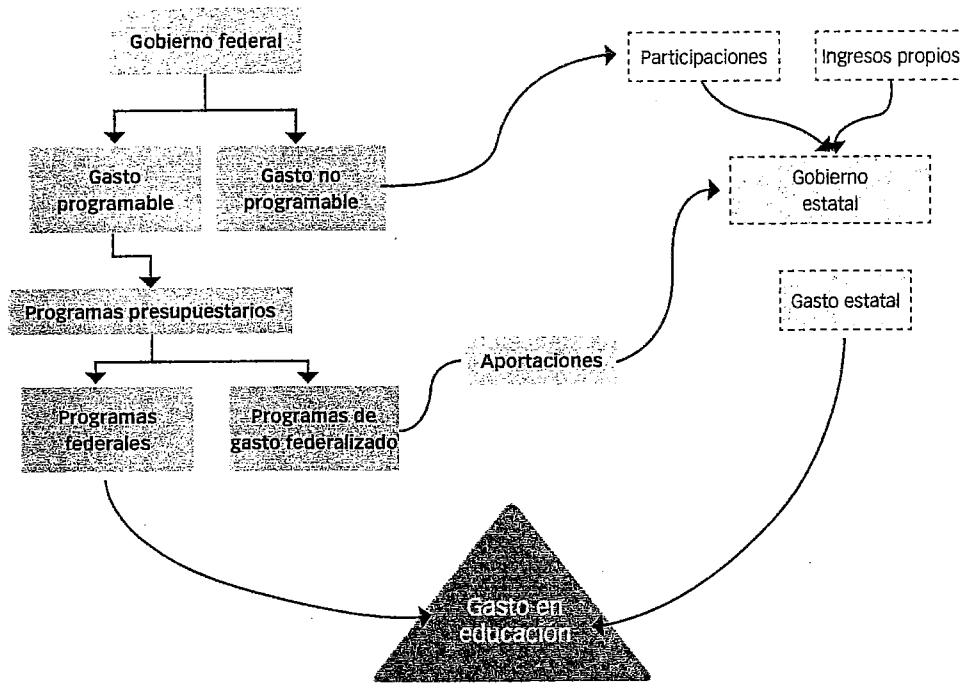 Gobierno federal
Participaciones
Ingresos propios
Gasto
programable
Gasto no
programable
Gobierno
estatal
Programas presupuestarios
Gasto estatal
Aportaciones
Programas
federales
Programas de
gasto federalizado
Gasto en
educación